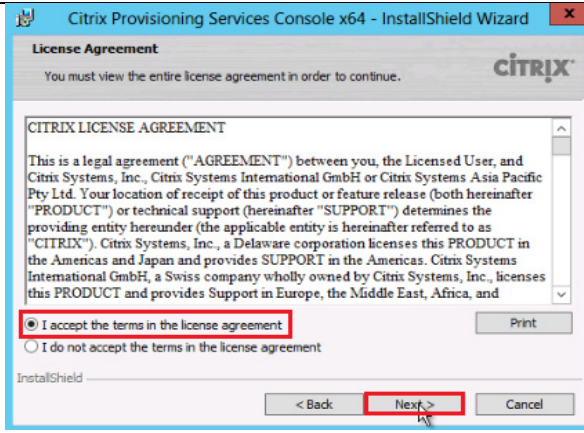 Citrix Provisioning Services Console x64 - InstallShield Wizard
License Agreement
You must view the entire license agreement in order to continue.
CITRIX
CITRIX LICENSE AGREEMENT
This is a legal agreement ("AGREEMENT") between you, the Licensed User, and
Citrix Systems, Inc., Citrix Systems International GmbH or Citrix Systems Asia Pacific
Pty Ltd. Your location of receipt of this product or feature release (both hereinafter
"PRODUCT") or technical support (hereinafter "SUPPORT") determines the
providing entity hereunder (the applicable entity is hereinafter referred to as
"CITRIX"). Citrix Systems, Inc., a Delaware corporation licenses this PRODUCT in
the Americas and Japan and provides SUPPORT in the Americas. Citrix Systems
International GmbH, a Swiss company wholly owned by Citrix Systems, Inc., licenses
this PRODUCT and provides Support in Europe, the Middle East, Africa, and
I accept the terms in the license agreement
Print
I do not accept the terms in the license agreement
InstallShield
< Back
Next >
Cancel